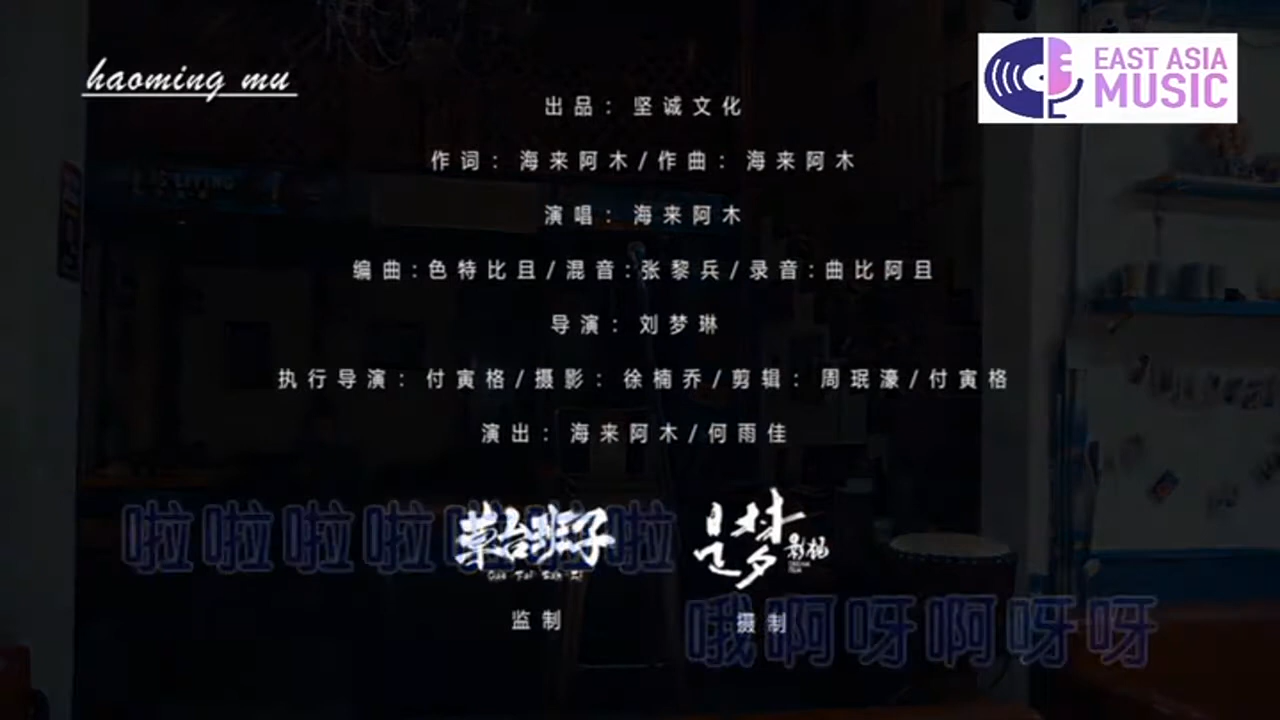 haoming mu
EAST ASIA
MUSIC
出品： 坚诚文化
作词： 海来阿木/作曲： 海来阿木
演唱： 海来阿木
编曲:色特比且/混音:张黎兵/录音:曲比阿且
导演： 刘梦琳
执行导演： 付寅格/摄影： 徐楠乔/剪辑： 周珉濠/付寅格
演出： 海来阿木/何雨佳
啦啦啦啦啦啦啦
草台班子
是梦
影视
监制
摄制
哦啊呀啊呀呀